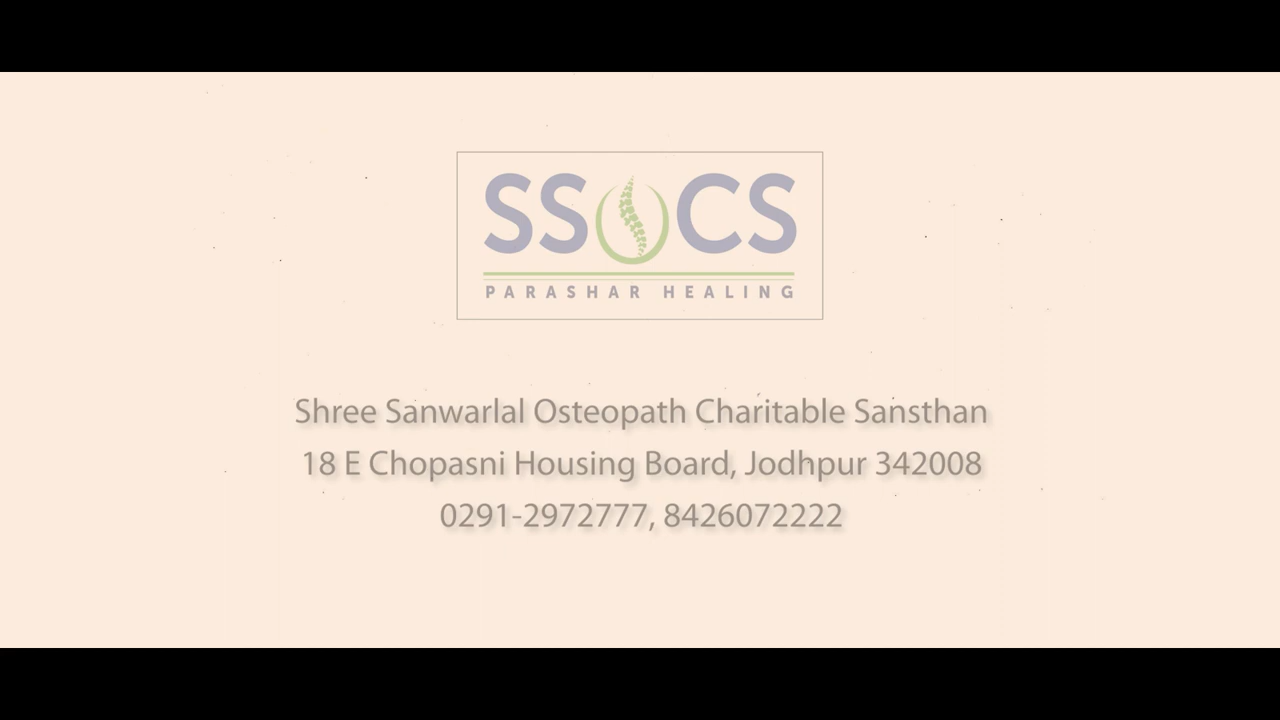 SSOCS
PARASHAR HEALING
Shree Sanwarlal Osteopath Charitable Sansthan
18 E Chopasni Housing Board, Jodhpur 342008
0291-2972777, 8426072222